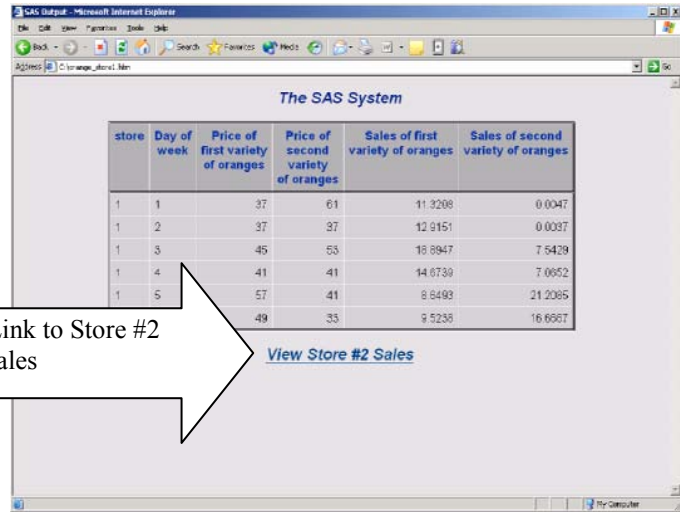 SAS Output - Microsoft Internet Explorer
File Edit View Favorites Tools Help
Back Search Favorites Media
Address C:\orange_store1.htm Go
The SAS System
store Day of week Price of first variety of oranges Price of second variety of oranges Sales of first variety of oranges Sales of second variety of oranges
1 1 37 61 11.3208 0.0047
1 2 37 37 12.9151 0.0037
1 3 45 53 18.8947 7.5429
1 4 41 41 14.6739 7.0652
1 5 57 41 8.6493 21.2085
49 33 9.5238 16.6667
ink to Store #2
ales
View Store #2 Sales
My Computer